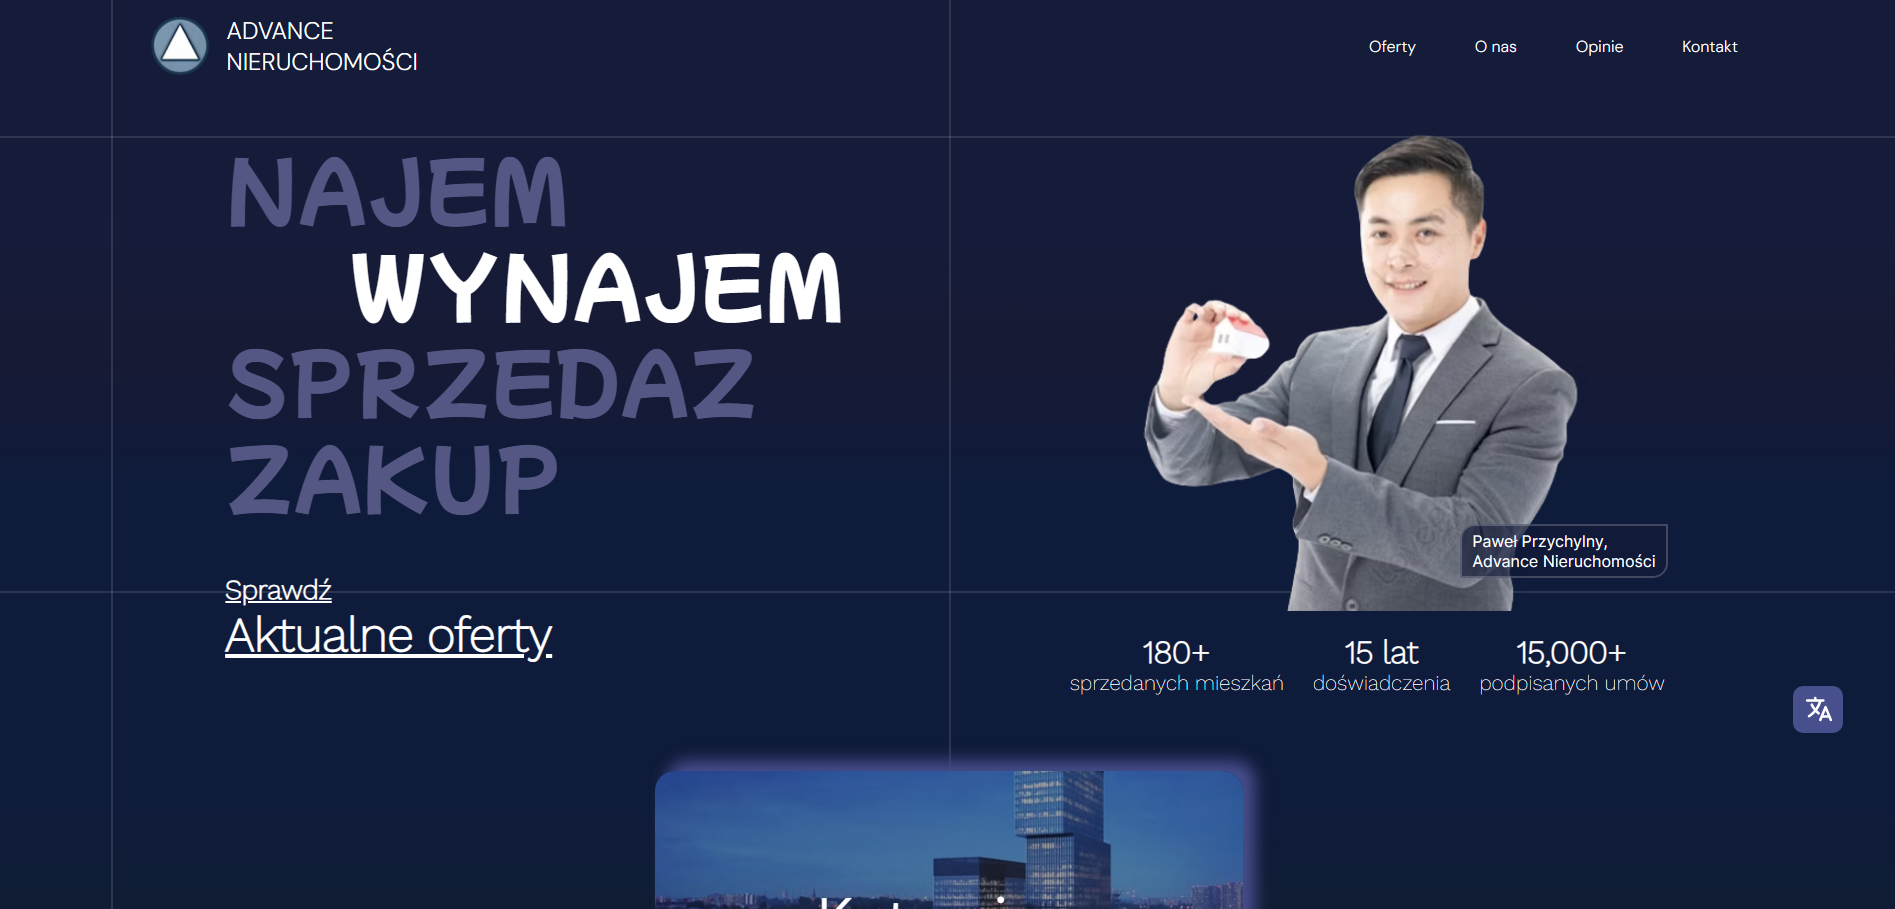 ADVANCE
NIERUCHOMOŚCI
Oferty
O nas
Opinie
Kontakt
NAJEM
WYNAJEM
SPRZEDAZ
ZAKUP
Sprawdź
Aktualne oferty
Paweł Przychylny,
Advance Nieruchomości
180+
sprzedanych mieszkań
15 lat
doświadczenia
15,000+
podpisanych umów